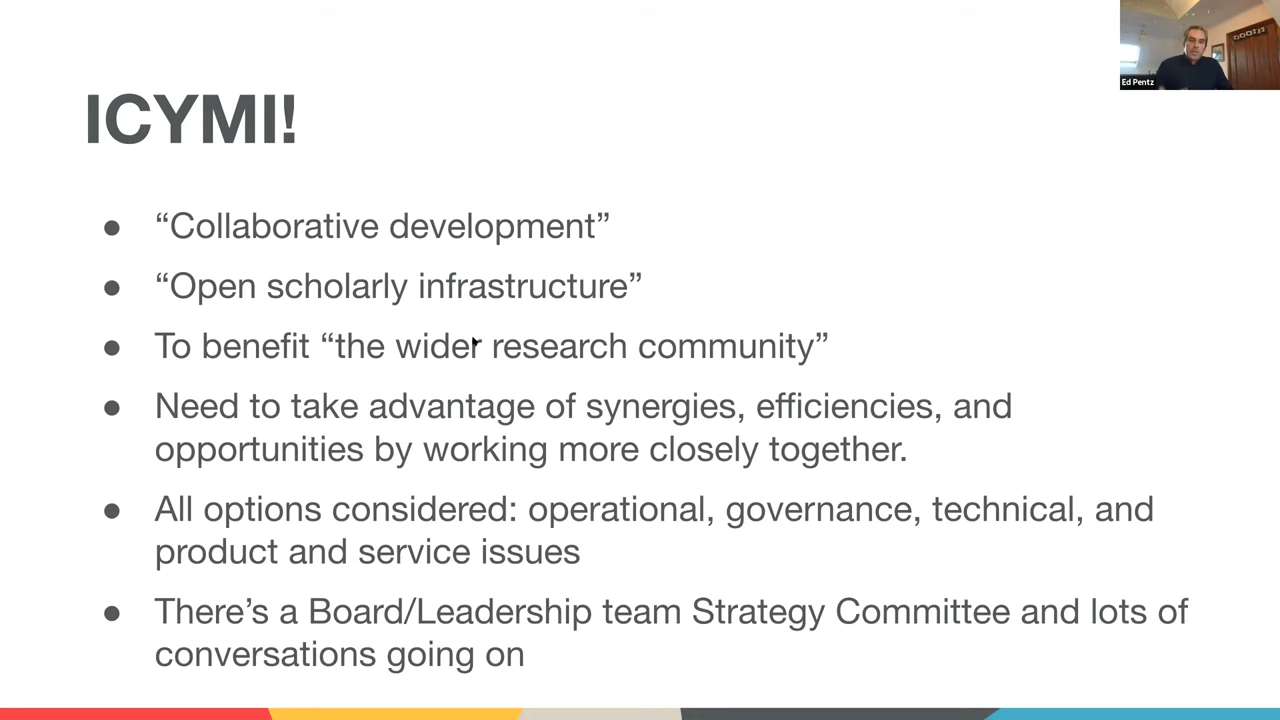 Ed Pentz
ICYMI!
● “Collaborative development”
● “Open scholarly infrastructure”
● To benefit “the wider research community”
● Need to take advantage of synergies, efficiencies, and
opportunities by working more closely together.
● All options considered: operational, governance, technical, and
product and service issues
● There’s a Board/Leadership team Strategy Committee and lots of
conversations going on